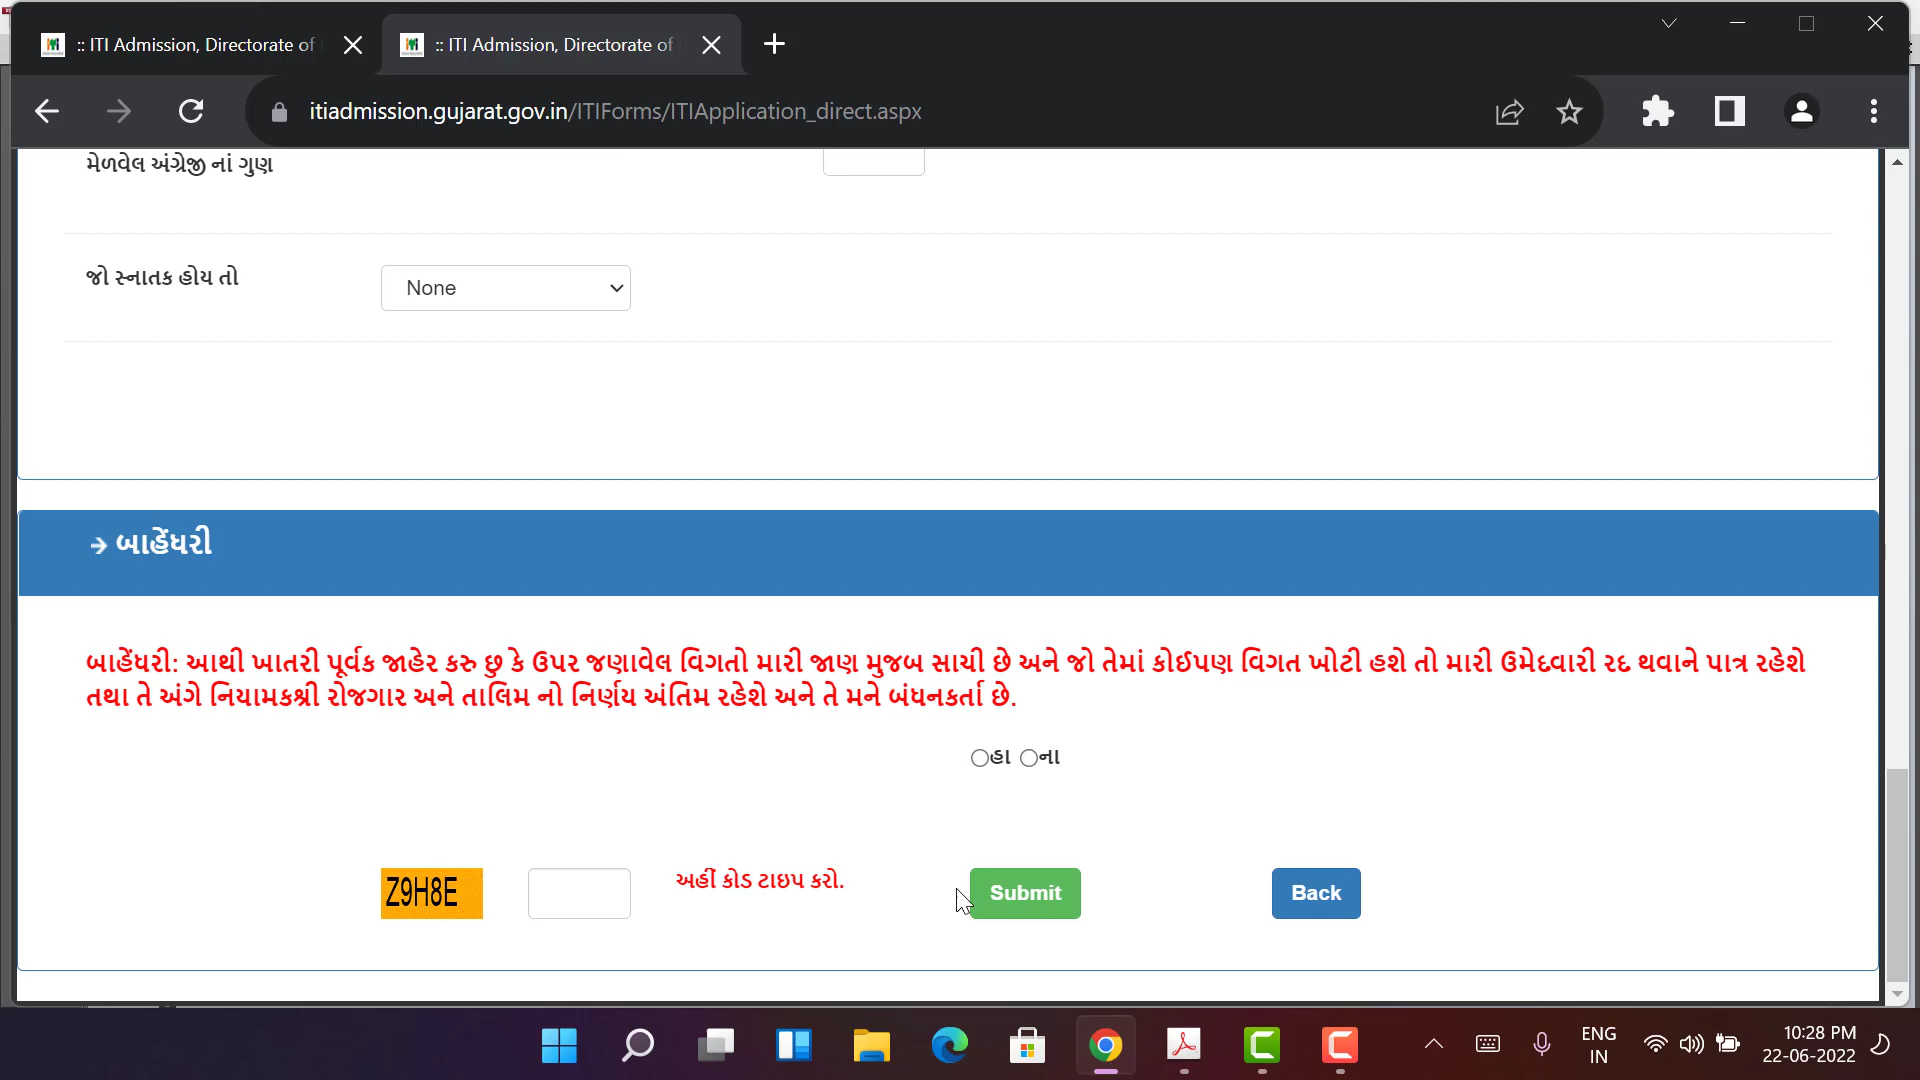 :: ITI Admission, Directorate of
:: ITI Admission, Directorate of
itiadmission.gujarat.gov.in/ITIForms/ITIApplication_direct.aspx
મેળવેલ અંગ્રેજી નાં ગુણ
જો સ્નાતક હોય તો
None
બાહેંધરી
બાહેંધરી: આથી ખાતરી પૂર્વક જાહેર કરુ છુ કે ઉપર જણાવેલ વિગતો મારી જાણ મુજબ સાચી છે અને જો તેમાં કોઈપણ વિગત ખોટી હશે તો મારી ઉમેદવારી રદ થવાને પાત્ર રહેશે
તથા તે અંગે નિયામકશ્રી રોજગાર અને તાલિમ નો નિર્ણય અંતિમ રહેશે અને તે મને બંધનકર્તા છે.
હા ના
Z9H8E
અહીં કોડ ટાઇપ કરો.
Submit
Back
ENG
IN
10:28 PM
22-06-2022